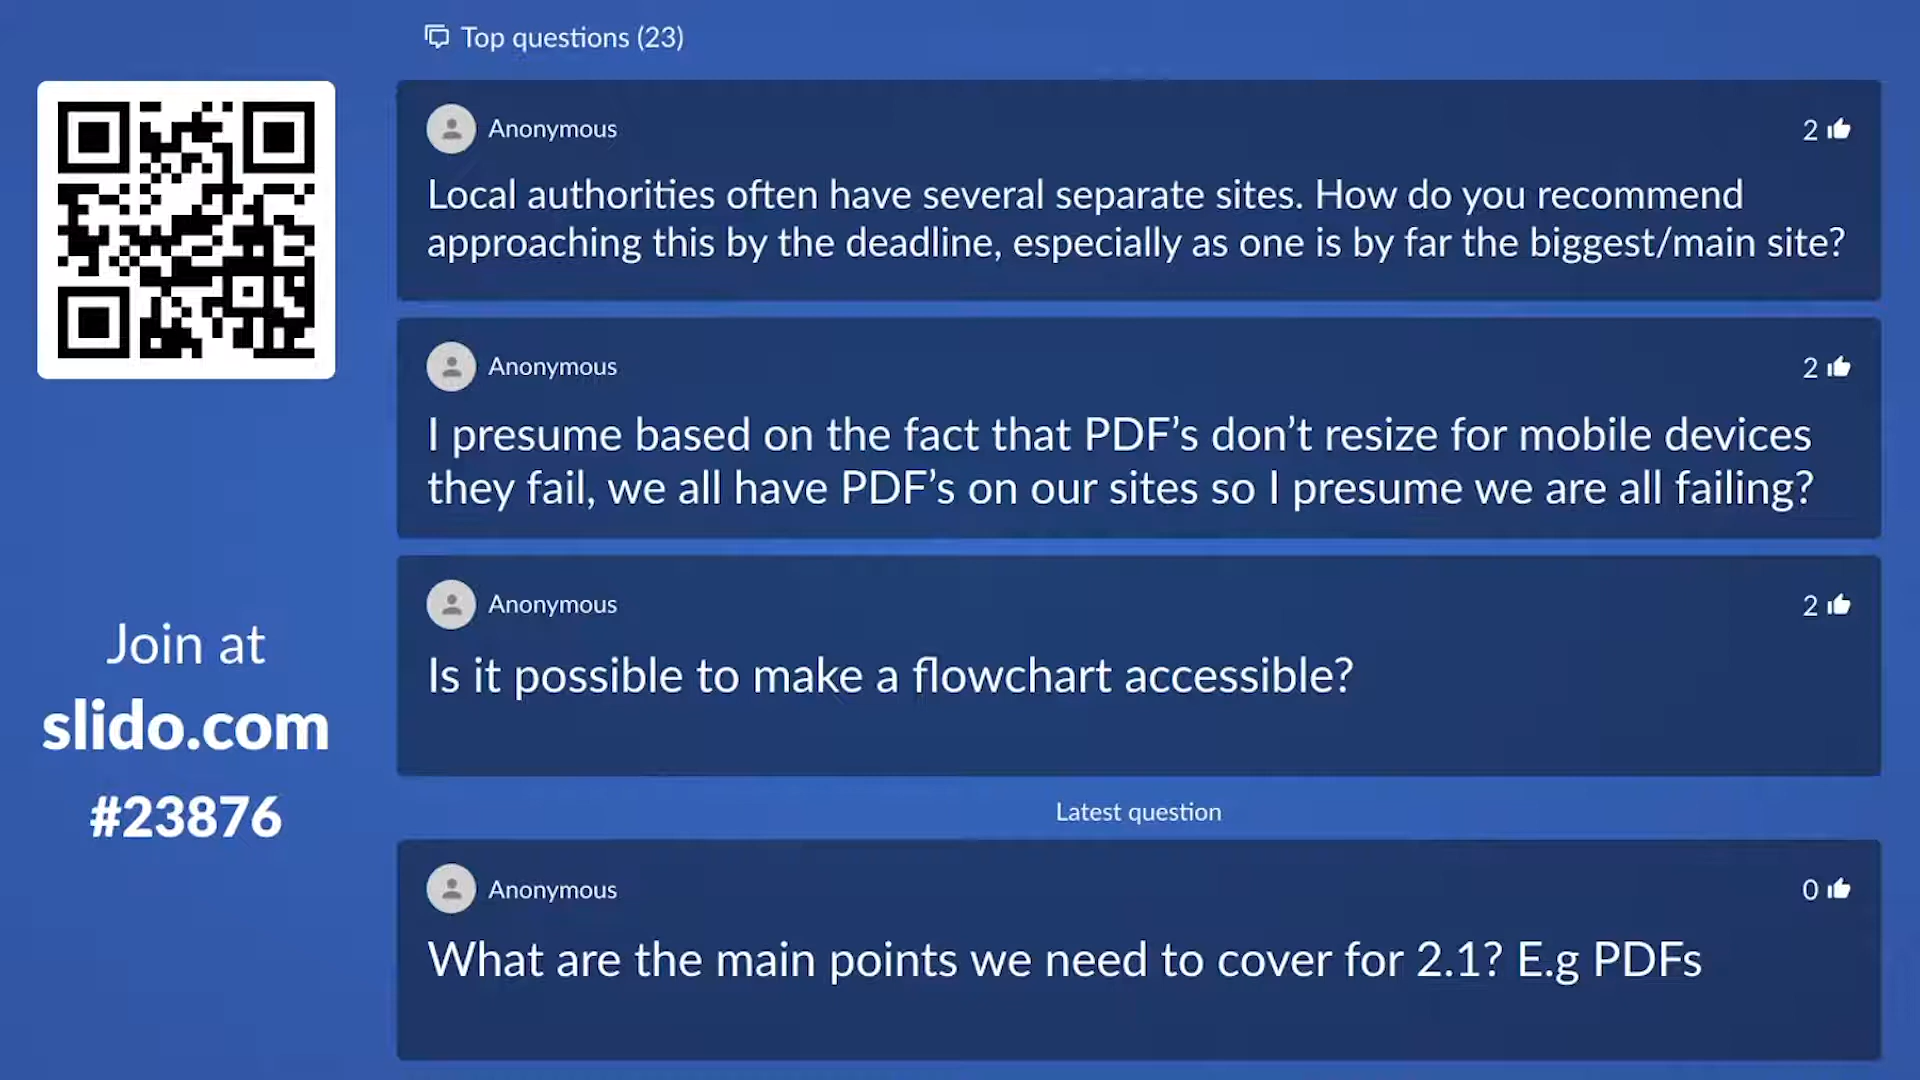 Top questions (23)
Anonymous
2
Local authorities often have several separate sites. How do you recommend
approaching this by the deadline, especially as one is by far the biggest/main site?
Anonymous
2
I presume based on the fact that PDF’s don’t resize for mobile devices
they fail, we all have PDF’s on our sites so I presume we are all failing?
Anonymous
2
Is it possible to make a flowchart accessible?
Latest question
Anonymous
0
What are the main points we need to cover for 2.1? E.g PDFs
Join at
slido.com
#23876